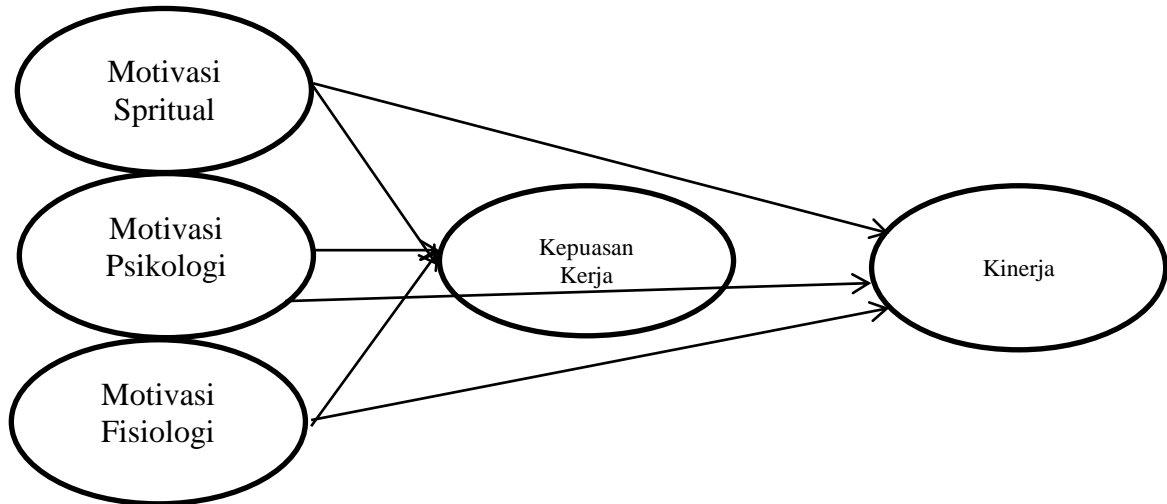 Motivasi
Spritual
Motivasi
Psikologi
Kepuasan
Kerja
Kinerja
Motivasi
Fisiologi